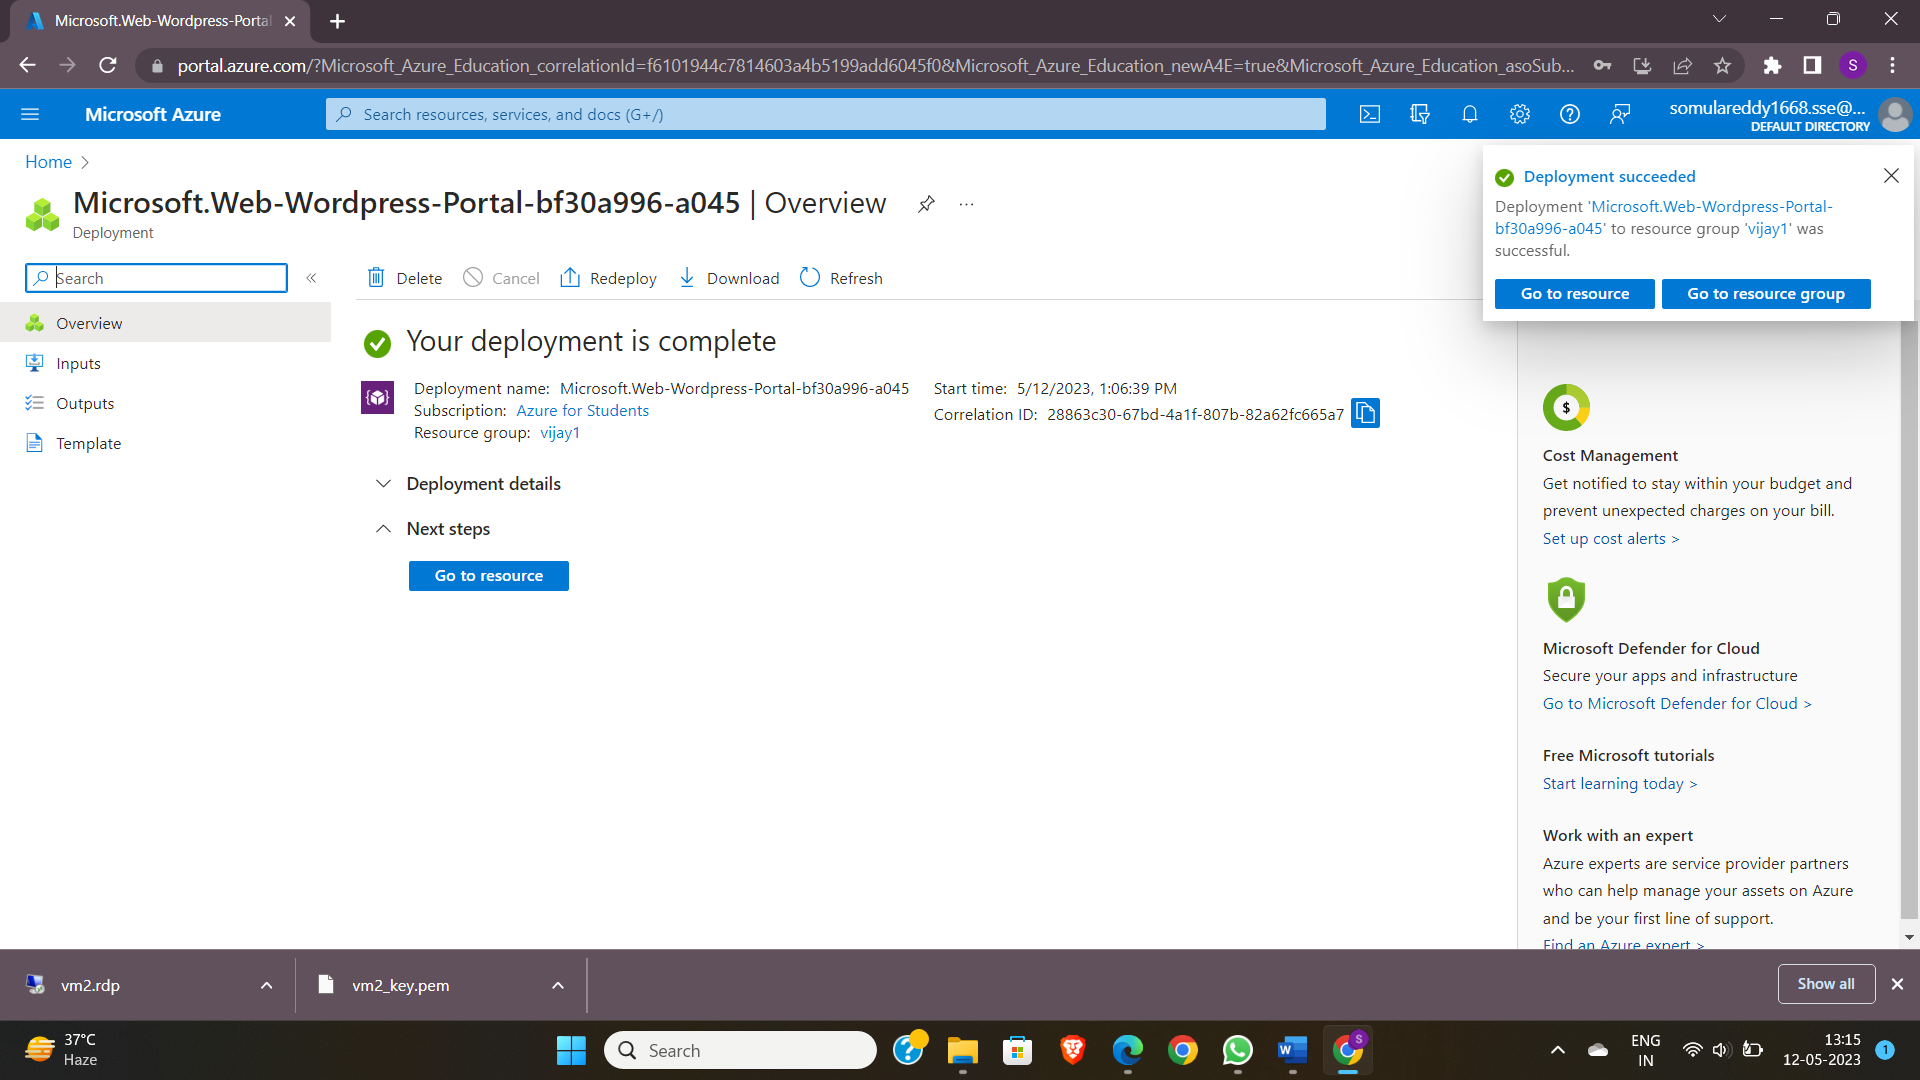 Microsoft.Web-Wordpress-Portal
portal.azure.com/?Microsoft_Azure_Education_correlationId=f6101944c7814603a4b5199add6045f0&Microsoft_Azure_Education_newA4E=true&Microsoft_Azure_Education_asoSub...
S
Microsoft Azure
Search resources, services, and docs (G+/)
somulareddy1668.sse@...
DEFAULT DIRECTORY
Home
Microsoft.Web-Wordpress-Portal-bf30a996-a045 | Overview
Deployment
Deployment succeeded
Deployment 'Microsoft.Web-Wordpress-Portal-
bf30a996-a045' to resource group 'vijay1' was
successful.
Go to resource
Go to resource group
Search
Delete
Cancel
Redeploy
Download
Refresh
Overview
Inputs
Outputs
Template
Your deployment is complete
Deployment name: Microsoft.Web-Wordpress-Portal-bf30a996-a045
Subscription: Azure for Students
Resource group: vijay1
Start time: 5/12/2023, 1:06:39 PM
Correlation ID: 28863c30-67bd-4a1f-807b-82a62fc665a7
Deployment details
Next steps
Go to resource
Cost Management
Get notified to stay within your budget and
prevent unexpected charges on your bill.
Set up cost alerts >
Microsoft Defender for Cloud
Secure your apps and infrastructure
Go to Microsoft Defender for Cloud >
Free Microsoft tutorials
Start learning today >
Work with an expert
Azure experts are service provider partners
who can help manage your assets on Azure
and be your first line of support.
Find an Azure expert >
vm2.rdp
vm2_key.pem
Show all
37°C
Haze
Search
S
ENG
IN
13:15
12-05-2023
1